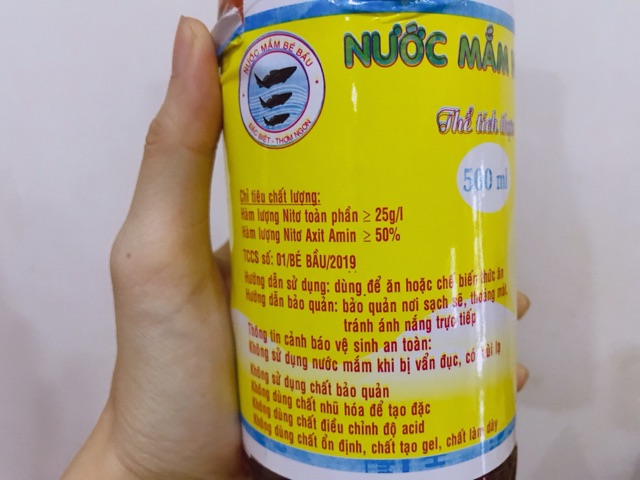 NƯỚC MẮM BÉ BẦU
ĐẶC BIỆT - THƠM NGON
NƯỚC MẮM
Thể tích
500 ml
Chỉ tiêu chất lượng:
Hàm lượng Nitơ toàn phần ≥ 25g/l
Hàm lượng Nitơ Axit Amin ≥ 50%
TCCS số: 01/BÉ BẦU/2019
Hướng dẫn sử dụng: dùng để ăn hoặc chế biến thức ăn
Hướng dẫn bảo quản: bảo quản nơi sạch sẽ, thoáng mát,
tránh ánh nắng trực tiếp
Thông tin cảnh báo vệ sinh an toàn:
Không sử dụng nước mắm khi bị vẩn đục, có mùi lạ
Không sử dụng chất bảo quản
Không dùng chất nhũ hóa để tạo đặc
Không dùng chất điều chỉnh độ acid
Không dùng chất ổn định, chất tạo gel, chất làm dày